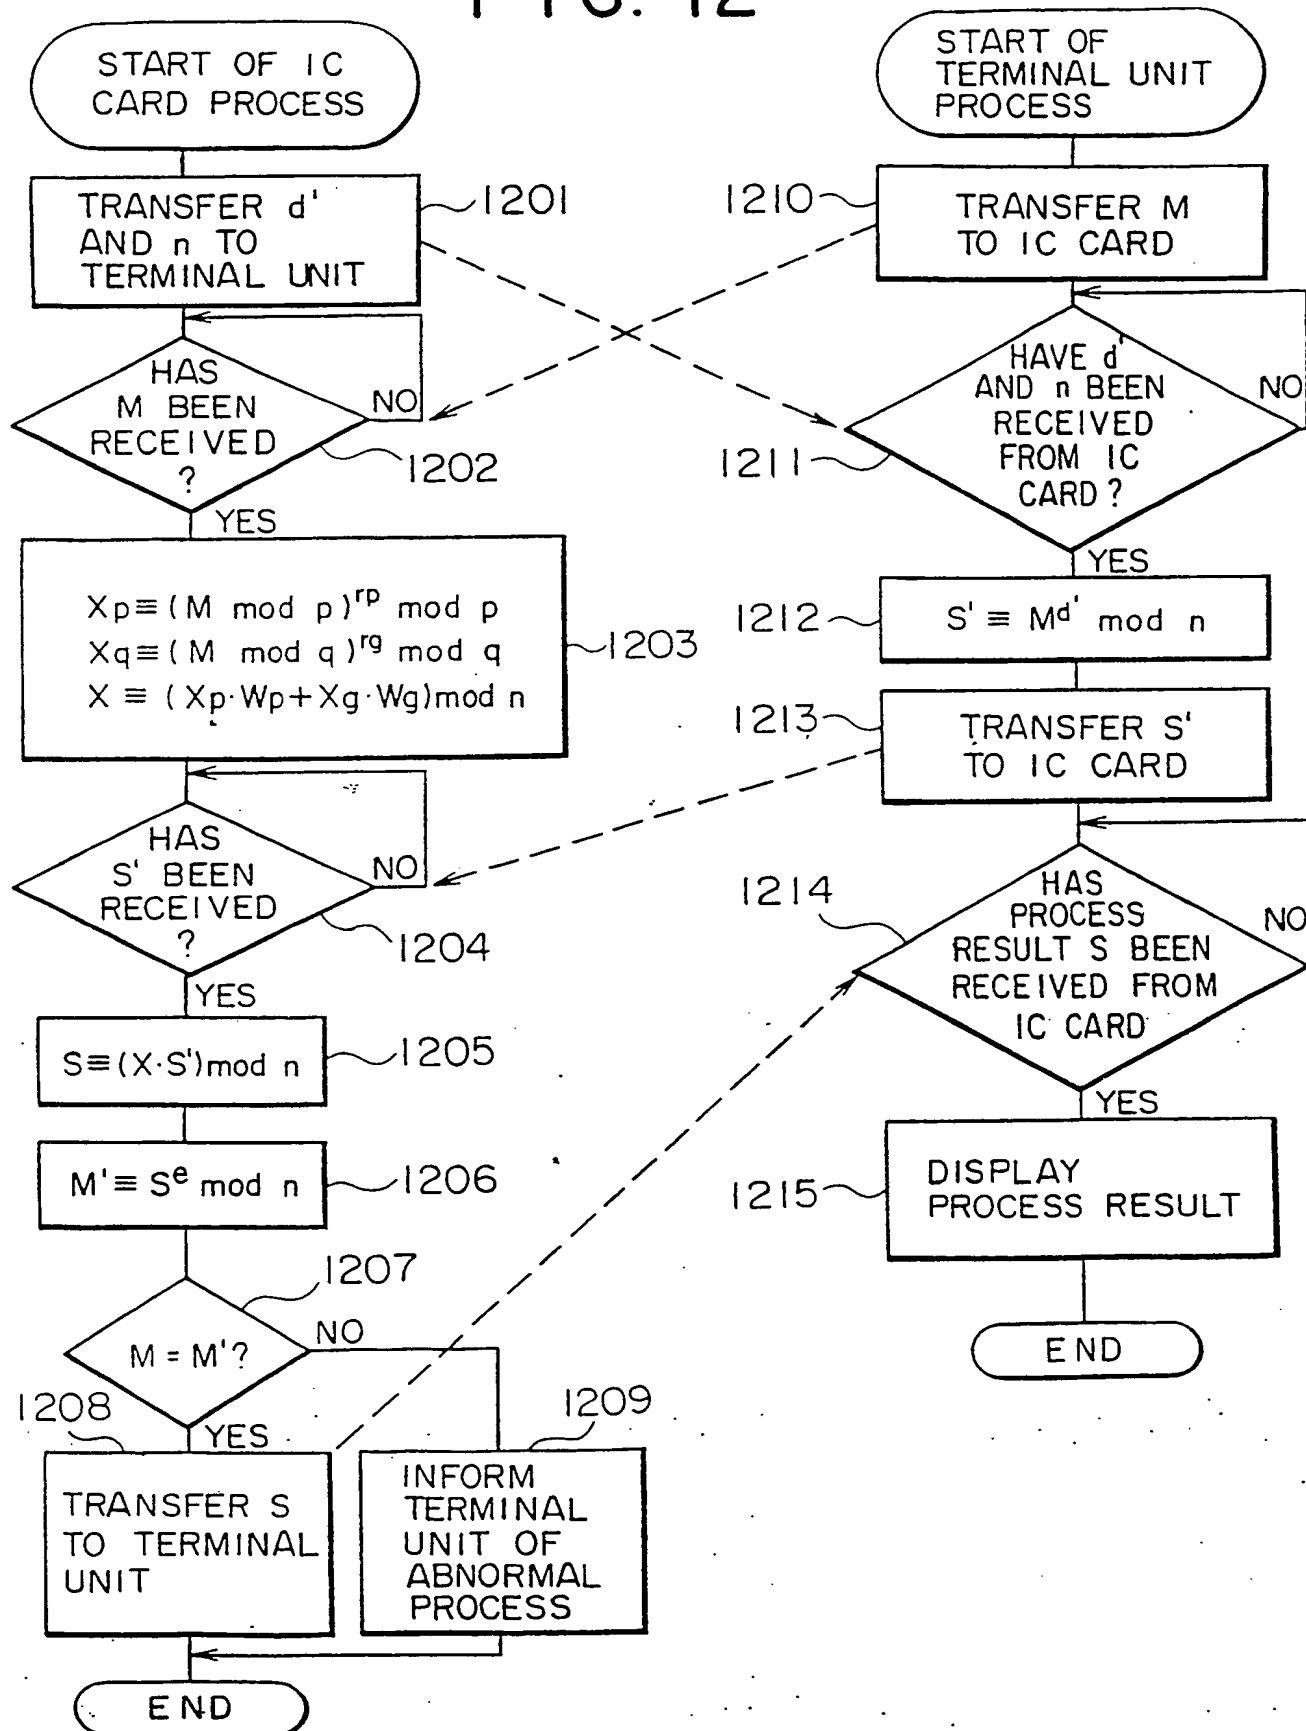 FIG. 12
START OF IC
CARD PROCESS
TRANSFER d'
AND n TO
TERMINAL UNIT
1201
HAS
M BEEN
RECEIVED
?
NO
1202
YES
Xp≡(M mod p)^rp mod p
Xq≡(M mod q)^rg mod q
X ≡ (Xp·Wp+Xg·Wg)mod n
1203
HAS
S' BEEN
RECEIVED
?
NO
1204
YES
S≡(X·S')mod n
1205
M'≡S^e mod n
1206
1207
M = M'?
NO
1208
YES
TRANSFER S
TO TERMINAL
UNIT
1209
INFORM
TERMINAL
UNIT OF
ABNORMAL
PROCESS
END
START OF
TERMINAL UNIT
PROCESS
1210
TRANSFER M
TO IC CARD
HAVE d'
AND n BEEN
RECEIVED
FROM IC
CARD?
NO
1211
YES
1212
S' ≡ M^d' mod n
1213
TRANSFER S'
TO IC CARD
1214
HAS
PROCESS
RESULT S BEEN
RECEIVED FROM
IC CARD
NO
YES
1215
DISPLAY
PROCESS RESULT
END